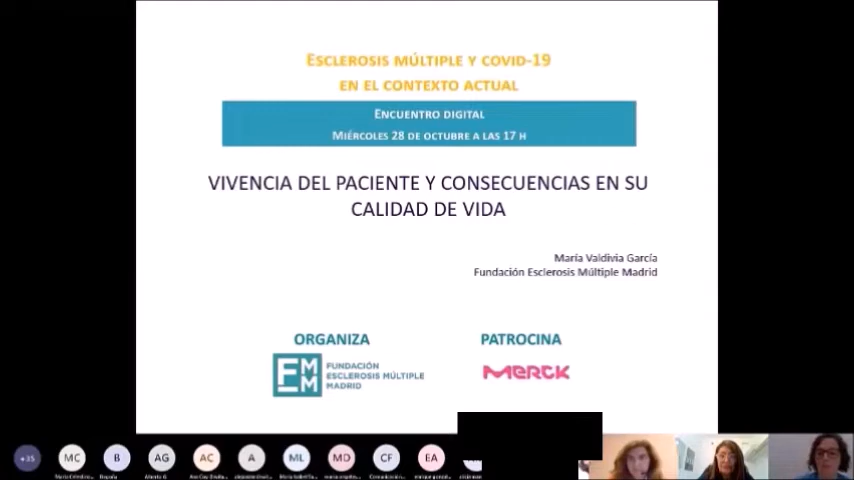 ESCLEROSIS MÚLTIPLE Y COVID-19
EN EL CONTEXTO ACTUAL
ENCUENTRO DIGITAL
MIÉRCOLES 28 DE OCTUBRE A LAS 17 H
VIVENCIA DEL PACIENTE Y CONSECUENCIAS EN SU
CALIDAD DE VIDA
María Valdivia García
Fundación Esclerosis Múltiple Madrid
ORGANIZA
PATROCINA
FEMM
FUNDACIÓN
ESCLEROSIS MÚLTIPLE
MADRID
MERCK
+35
MC
B
AG
AC
A
ML
MD
CF
EA